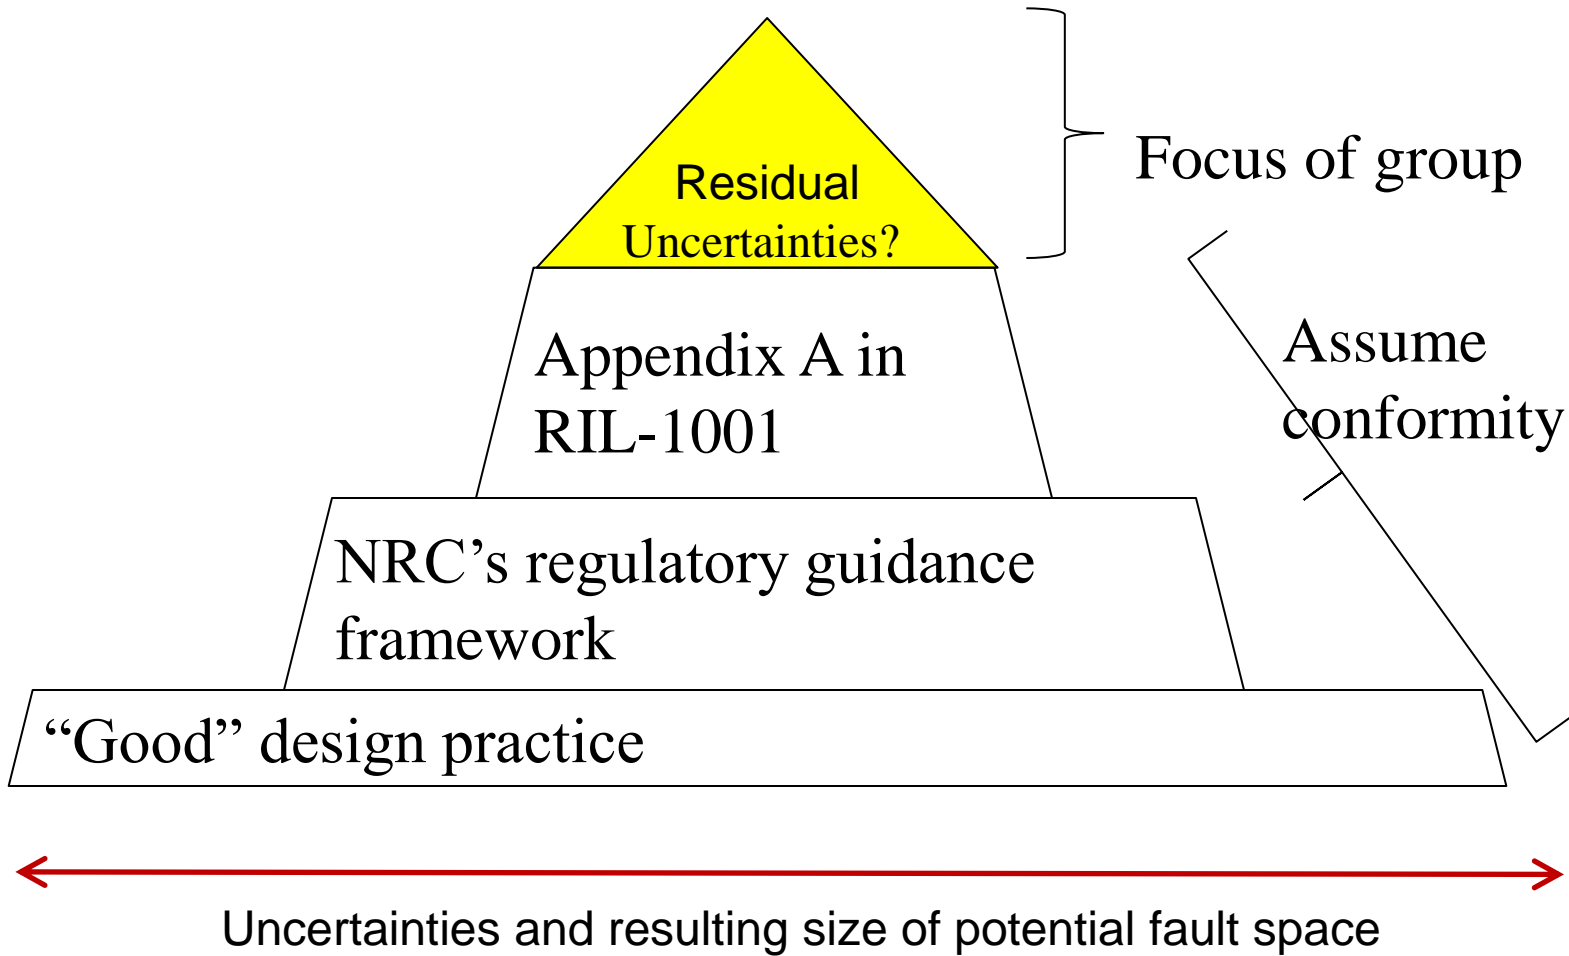 Residual
Uncertainties?
Focus of group
Appendix A in
RIL-1001
Assume
conformity
NRC’s regulatory guidance
framework
“Good” design practice
Uncertainties and resulting size of potential fault space